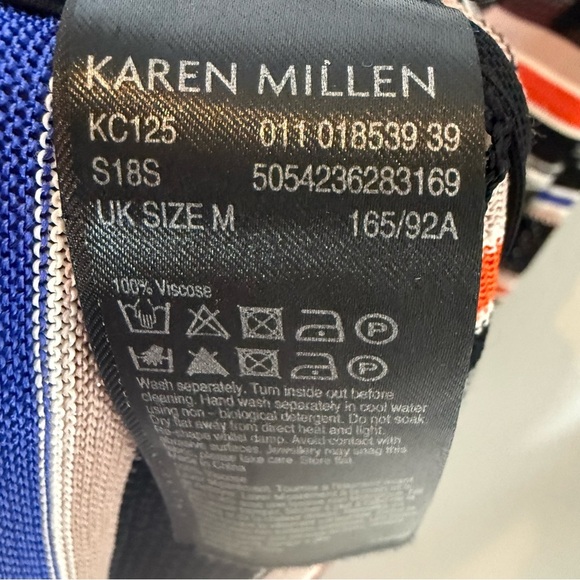 KAREN MILLEN
KC125 011 018539 39
S18S 5054236283169
UK SIZE M 165/92A
100% Viscose
P
P
Wash separately. Turn inside out before
cleaning. Hand wash separately in cool water
using non - biological detergent. Do not soak.
Dry flat away from direct heat and light.
whilst damp. Avoid contact with
surfaces. Jewellery may snag this
please take care. Store flat.
Made in China